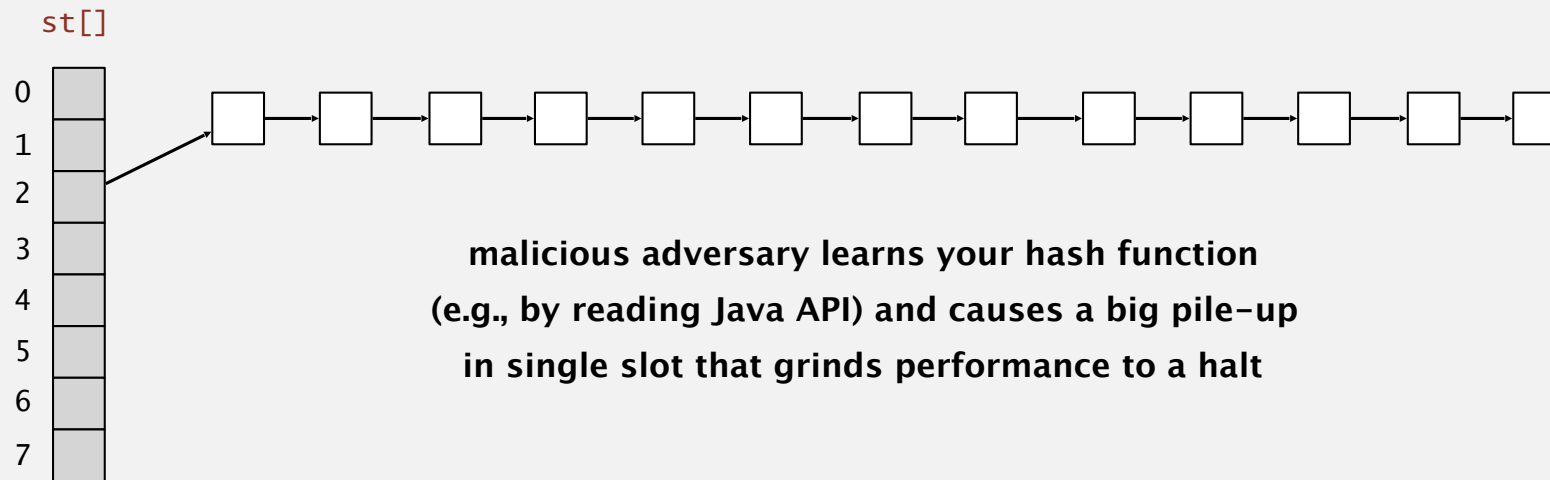 st[]
0
1
2
3
4
5
6
7
malicious adversary learns your hash function
(e.g., by reading Java API) and causes a big pile-up
in single slot that grinds performance to a halt